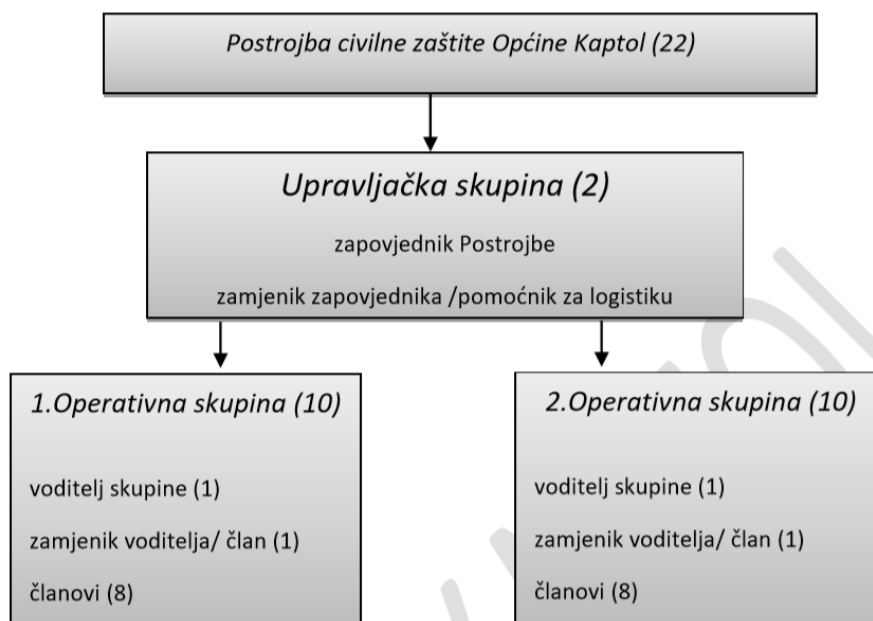 Postrojba civilne zaštite Općine Kaptol (22)
Upravljačka skupina (2)
zapovjednik Postrojbe
zamjenik zapovjednika /pomoćnik za logistiku
1.Operativna skupina (10)
voditelj skupine (1)
zamjenik voditelja/ član (1)
članovi (8)
2.Operativna skupina (10)
voditelj skupine (1)
zamjenik voditelja/ član (1)
članovi (8)